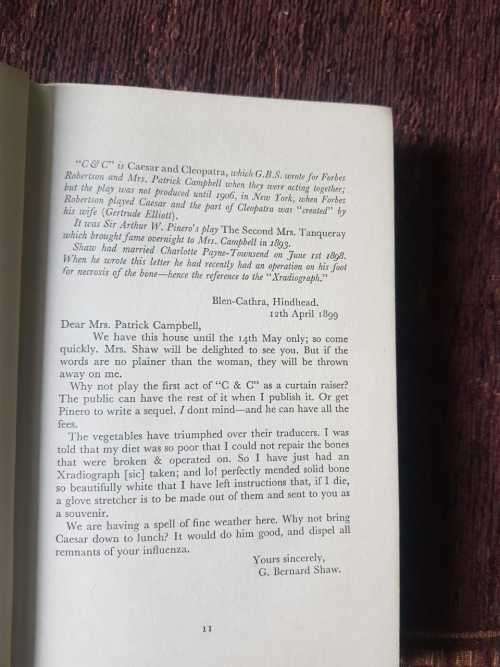 "C & C" is Caesar and Cleopatra, which G.B.S. wrote for Forbes
Robertson and Mrs. Patrick Campbell when they were acting together;
but the play was not produced until 1906, in New York, when Forbes
Robertson played Caesar and the part of Cleopatra was "created" by
his wife (Gertrude Elliott).
It was Sir Arthur W. Pinero's play The Second Mrs. Tanqueray
which brought fame overnight to Mrs. Campbell in 1893.
Shaw had married Charlotte Payne-Townsend on June 1st 1898.
When he wrote this letter he had recently had an operation on his foot
for necrosis of the bone—hence the reference to the "Xradiograph."
Blen-Cathra, Hindhead.
12th April 1899
Dear Mrs. Patrick Campbell,
We have this house until the 14th May only; so come
quickly. Mrs. Shaw will be delighted to see you. But if the
words are no plainer than the woman, they will be thrown
away on me.
Why not play the first act of "C & C" as a curtain raiser?
The public can have the rest of it when I publish it. Or get
Pinero to write a sequel. I dont mind—and he can have all the
fees.
The vegetables have triumphed over their traducers. I was
told that my diet was so poor that I could not repair the bones
that were broken & operated on. So I have just had an
Xradiograph [sic] taken; and lo! perfectly mended solid bone
so beautifully white that I have left instructions that, if I die,
a glove stretcher is to be made out of them and sent to you as
a souvenir.
We are having a spell of fine weather here. Why not bring
Caesar down to lunch? It would do him good, and dispel all
remnants of your influenza.
Yours sincerely,
G. Bernard Shaw.
11